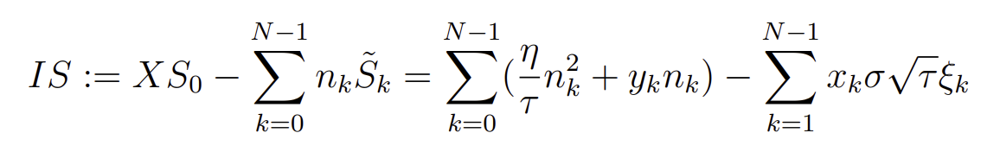 $IS := XS_0 - \sum_{k=0}^{N-1} n_k \tilde{S}_k = \sum_{k=0}^{N-1} (\frac{\eta}{\tau} n_k^2 + y_k n_k) - \sum_{k=1}^{N-1} x_k \sigma \sqrt{\tau} \xi_k$